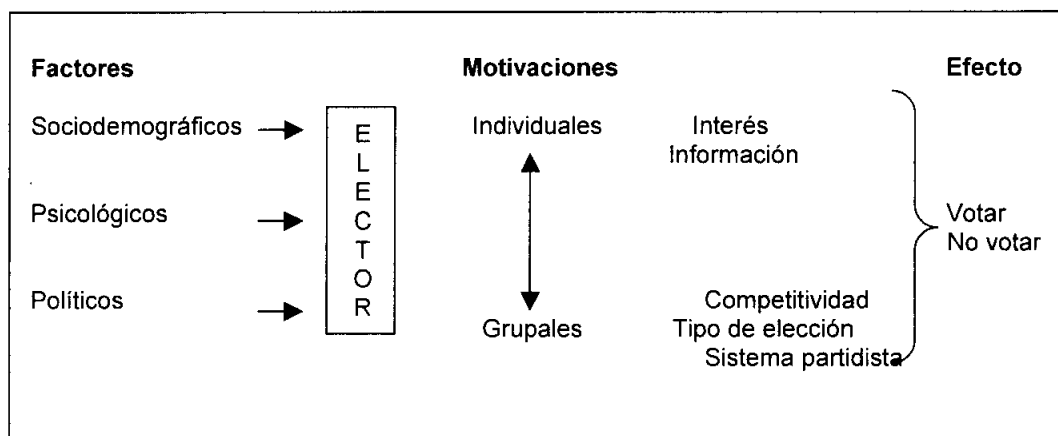 Factores
Motivaciones
Efecto
Sociodemográficos
ELECTOR
Individuales
Interés
Información
Psicológicos
Votar
No votar
Políticos
Grupales
Competitividad
Tipo de elección
Sistema partidista